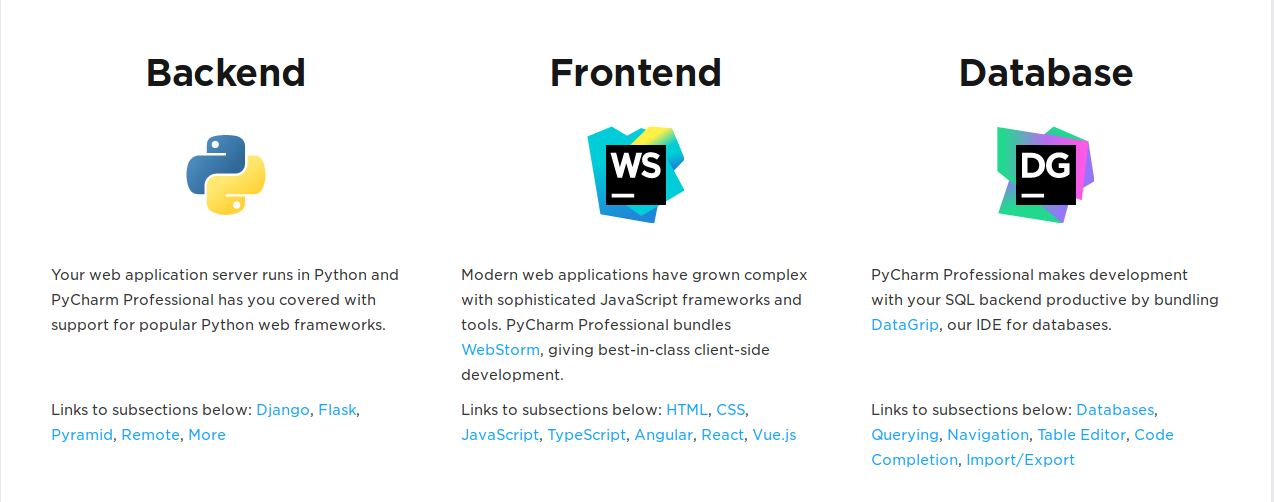 Backend
Frontend
Database
WS
DG
Your web application server runs in Python and
PyCharm Professional has you covered with
support for popular Python web frameworks.
Links to subsections below: Django, Flask,
Pyramid, Remote, More
Modern web applications have grown complex
with sophisticated JavaScript frameworks and
tools. PyCharm Professional bundles
WebStorm, giving best-in-class client-side
development.
Links to subsections below: HTML, CSS,
JavaScript, TypeScript, Angular, React, Vue.js
PyCharm Professional makes development
with your SQL backend productive by bundling
DataGrip, our IDE for databases.
Links to subsections below: Databases,
Querying, Navigation, Table Editor, Code
Completion, Import/Export